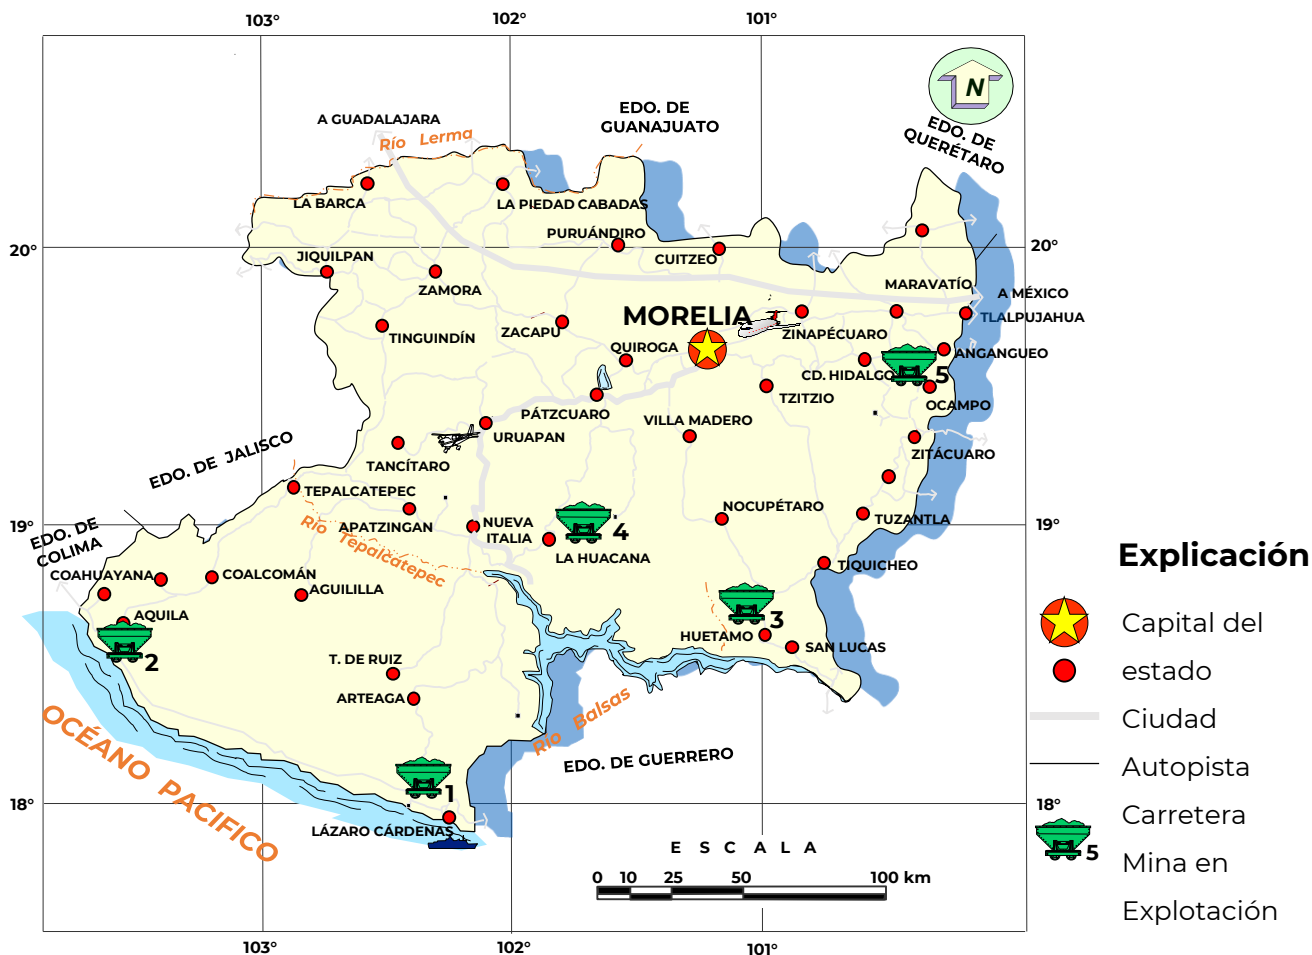 103°
102°
101°
N
EDO. DE
GUANAJUATO
A GUADALAJARA
Río Lerma
EDO. DE
QUERÉTARO
LA BARCA
LA PIEDAD CABADAS
PURUÁNDIRO
20°
20°
JIQUILPAN
CUITZEO
ZAMORA
MARAVATÍO
A MÉXICO
MORELIA
TLALPUJAHUA
TINGUINDÍN
ZACAPU
ZINAPÉCUARO
QUIROGA
ANGANGUEO
CD. HIDALGO
5
TZITZIO
OCAMPO
PÁTZCUARO
VILLA MADERO
URUAPAN
EDO. DE JALISCO
ZITÁCUARO
TANCÍTARO
TEPALCATEPEC
NOCUPÉTARO
EDO. DE
COLIMA
Río Tepalcatepec
APATZINGAN
NUEVA
ITALIA
4
TUZANTLA
19°
19°
LA HUACANA
TIQUICHEO
COAHUAYANA
COALCOMÁN
AGUILILLA
AQUILA
2
3
HUETAMO
SAN LUCAS
T. DE RUIZ
ARTEAGA
Río Balsas
OCÉANO PACIFICO
EDO. DE GUERRERO
1
18°
18°
LÁZARO CÁRDENAS
ESCALA
0 10 25 50 100 km
103°
102°
101°
Explicación
Capital del
estado
Ciudad
Autopista
Carretera
5
Mina en
Explotación